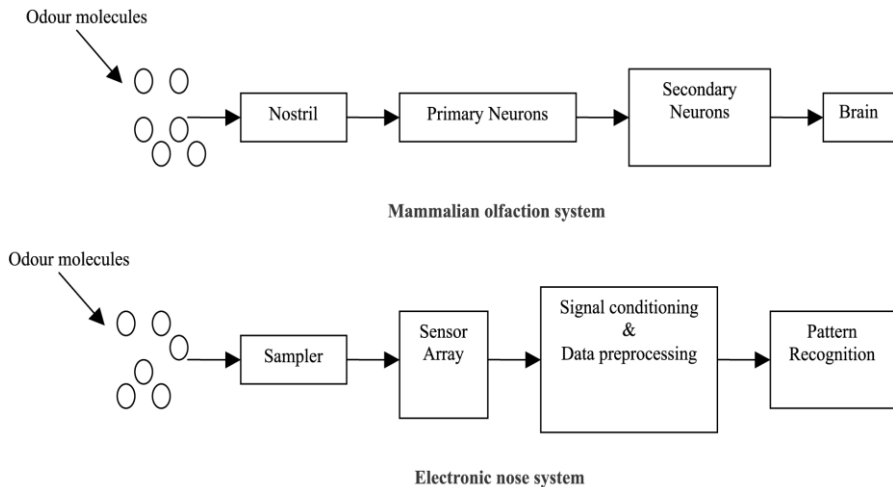 Odour molecules
Nostril
Primary Neurons
Secondary
Neurons
Brain
Mammalian olfaction system
Odour molecules
Sampler
Sensor
Array
Signal conditioning
&
Data preprocessing
Pattern
Recognition
Electronic nose system